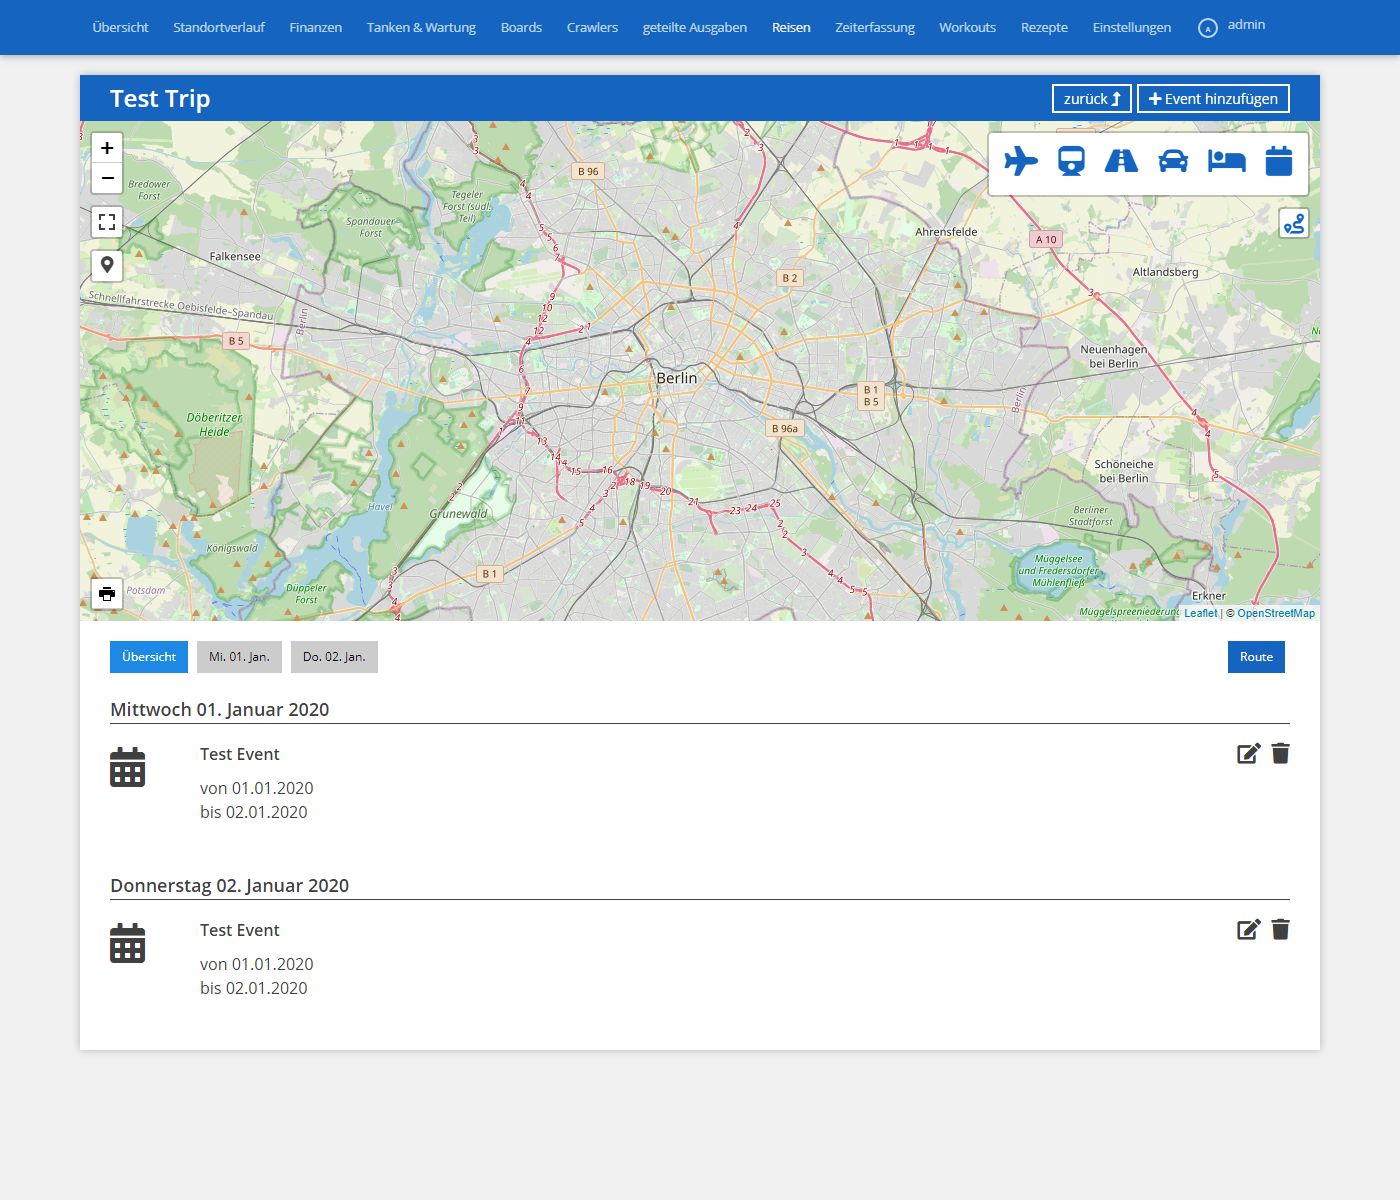 Übersicht Standortverlauf Finanzen Tanken & Wartung Boards Crawlers geteilte Ausgaben Reisen Zeiterfassung Workouts Rezepte Einstellungen A admin
Test Trip
zurück Event hinzufügen
+
−
B 96
Bredower
Forst
Tegeler
Forst (südl.
Teil)
Spandauer
Forst
Ahrensfelde
A 10
Falkensee
B 2
Altlandsberg
Schnellfahrstrecke Oebisfelde–Spandau
Berlin
B 5
Neuenhagen
bei Berlin
Berlin
B 1
B 5
Berlin
Döberitzer
Heide
B 96a
Schöneiche
bei Berlin
Havel
Grunewald
Berliner
Stadtforst
Königswald
Müggelsee
und Fredersdorfer
Mühlenfließ
B 1
Düppeler
Forst
Potsdam
Erkner
Müggelspreeniederung
Leaflet | © OpenStreetMap
Übersicht Mi. 01. Jan. Do. 02. Jan. Route
Mittwoch 01. Januar 2020
Test Event
von 01.01.2020
bis 02.01.2020
Donnerstag 02. Januar 2020
Test Event
von 01.01.2020
bis 02.01.2020